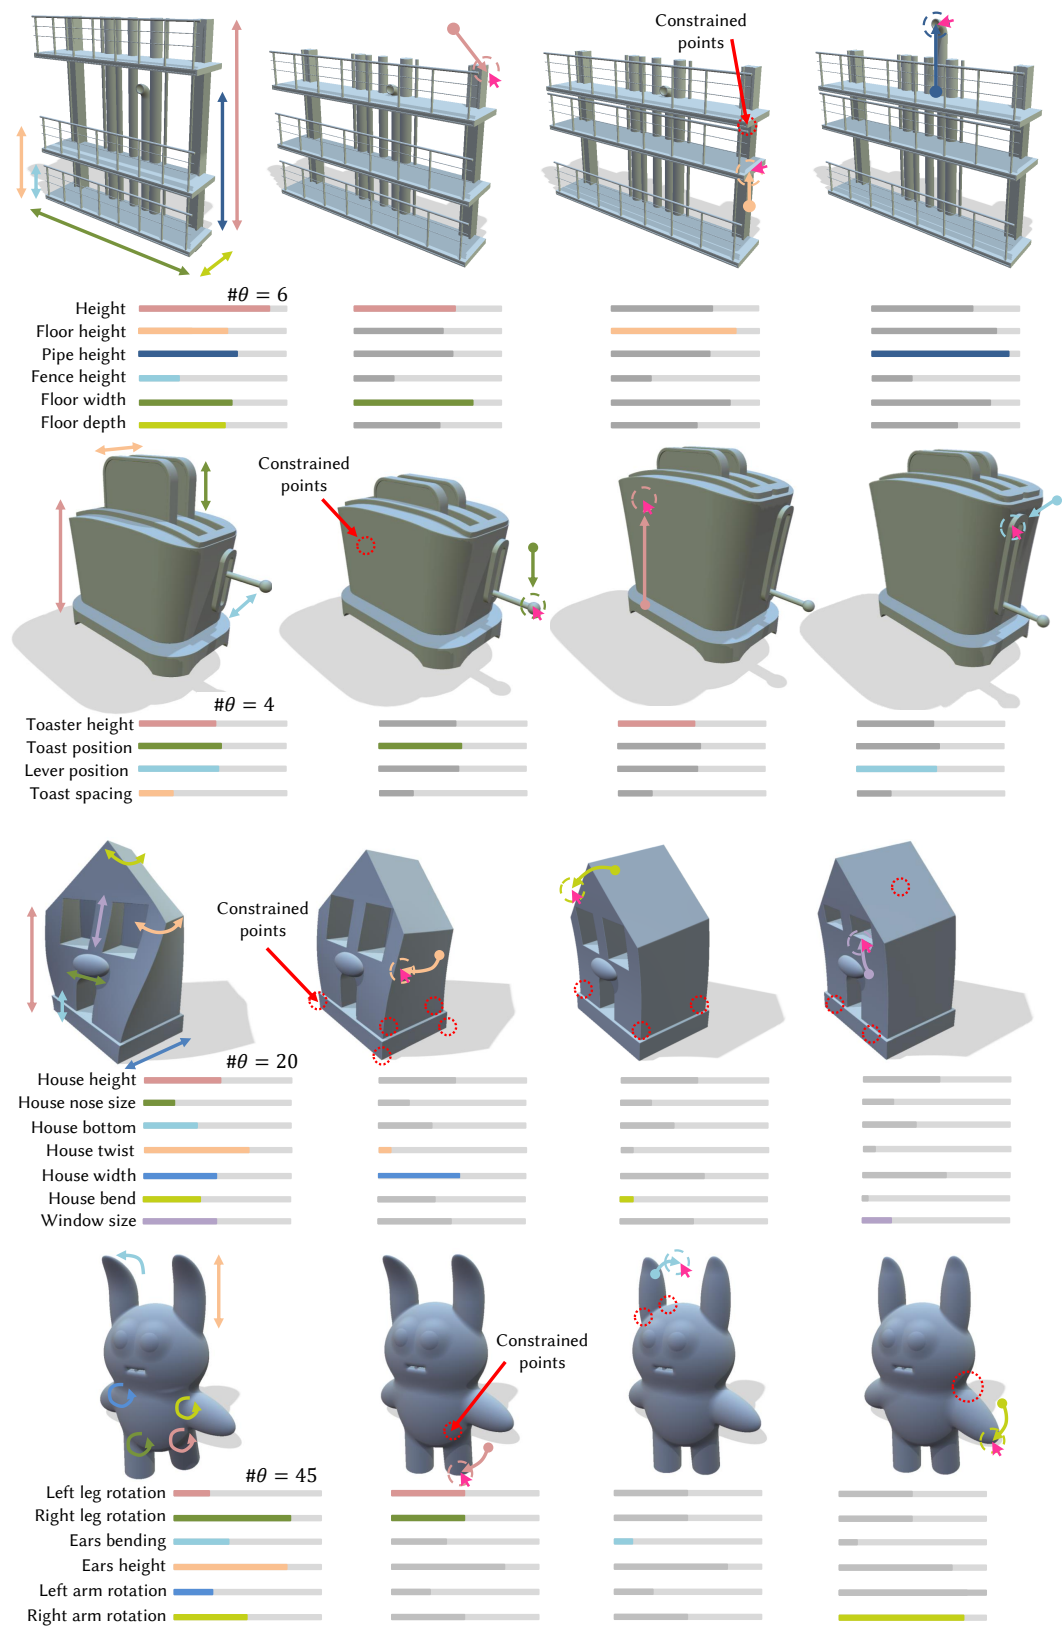 Constrained
points
#θ = 6
Height
Floor height
Pipe height
Fence height
Floor width
Floor depth
Constrained
points
#θ = 4
Toaster height
Toast position
Lever position
Toast spacing
Constrained
points
#θ = 20
House height
House nose size
House bottom
House twist
House width
House bend
Window size
Constrained
points
#θ = 45
Left leg rotation
Right leg rotation
Ears bending
Ears height
Left arm rotation
Right arm rotation